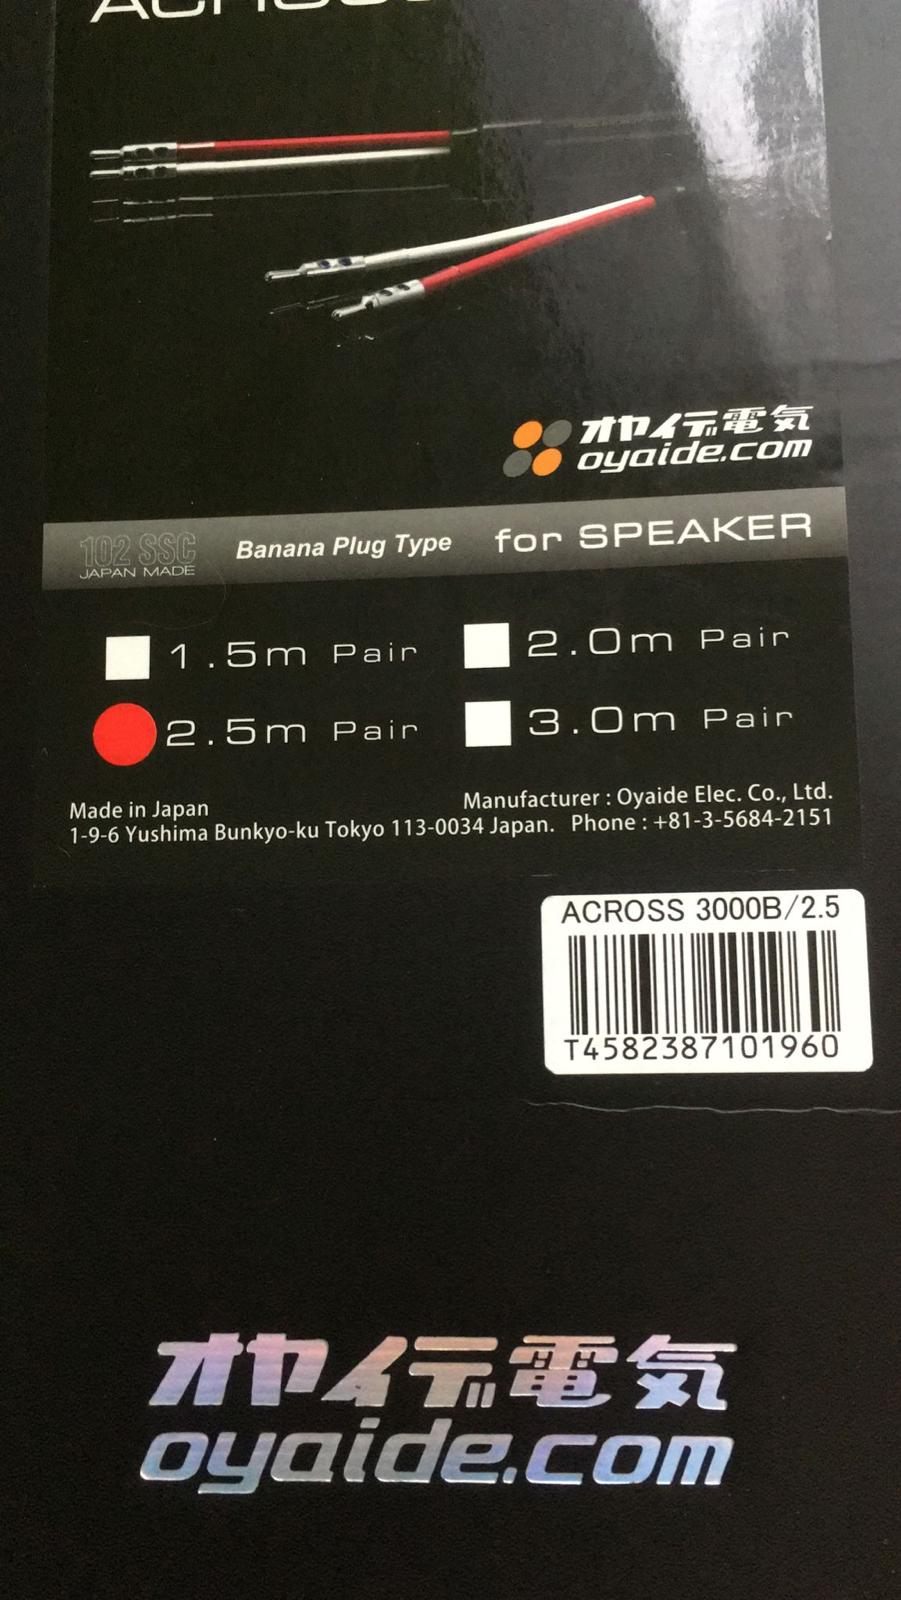 ACROSS
オヤイデ電気
oyaide.com
102 SSC
JAPAN MADE
Banana Plug Type
for SPEAKER
1.5m Pair
2.0m Pair
2.5m Pair
3.0m Pair
Made in Japan
Manufacturer : Oyaide Elec. Co., Ltd.
1-9-6 Yushima Bunkyo-ku Tokyo 113-0034 Japan. Phone : +81-3-5684-2151
ACROSS 3000B/2.5
T4582387101960
オヤイデ電気
oyaide.com